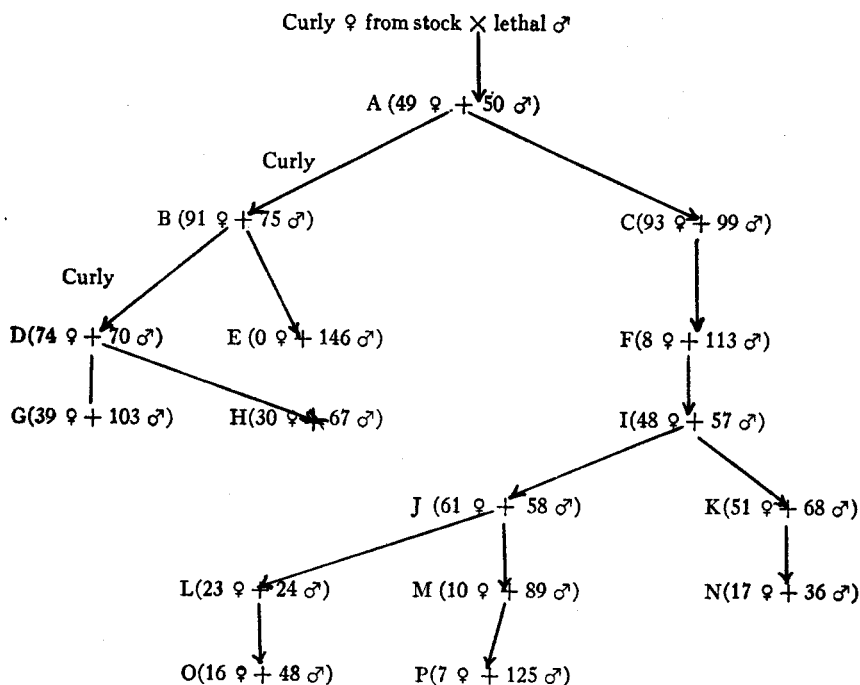 Curly ♀ from stock × lethal ♂
A (49 ♀ + 50 ♂)
Curly
B (91 ♀ + 75 ♂) C(93 ♀ + 99 ♂)
Curly
D(74 ♀ + 70 ♂) E (0 ♀ + 146 ♂) F(8 ♀ + 113 ♂)
G(39 ♀ + 103 ♂) H(30 ♀ + 67 ♂) I(48 ♀ + 57 ♂)
J (61 ♀ + 58 ♂) K(51 ♀ + 68 ♂)
L(23 ♀ + 24 ♂) M (10 ♀ + 89 ♂) N(17 ♀ + 36 ♂)
O(16 ♀ + 48 ♂) P(7 ♀ + 125 ♂)